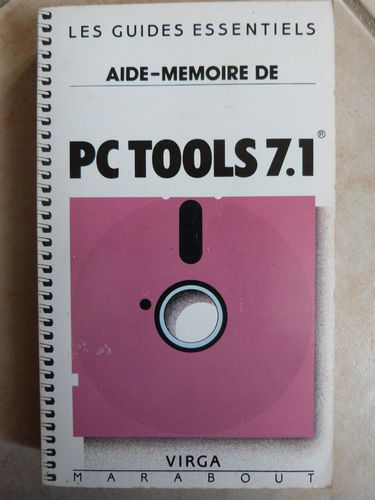 LES GUIDES ESSENTIELS
AIDE-MEMOIRE DE
PC TOOLS 7.1®
VIRGA
MARABOUT